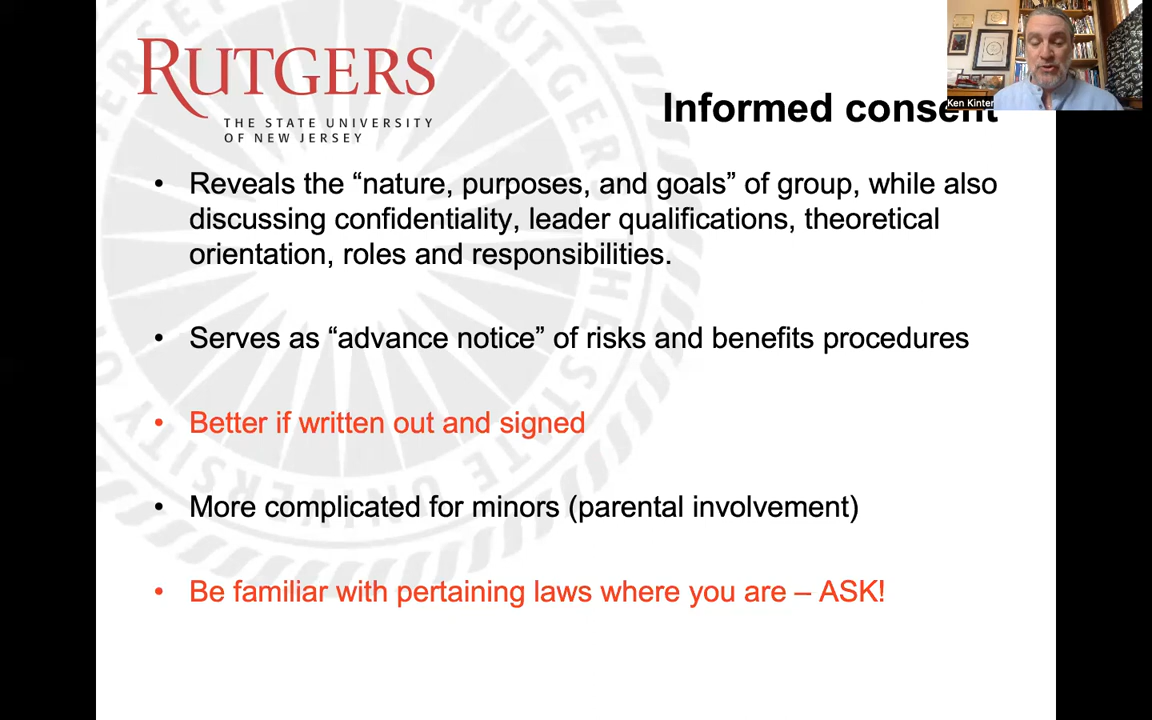 RUTGERS
THE STATE UNIVERSITY
OF NEW JERSEY
Ken Kinter
Informed consent
• Reveals the “nature, purposes, and goals” of group, while also
discussing confidentiality, leader qualifications, theoretical
orientation, roles and responsibilities.
• Serves as “advance notice” of risks and benefits procedures
• Better if written out and signed
• More complicated for minors (parental involvement)
• Be familiar with pertaining laws where you are – ASK!